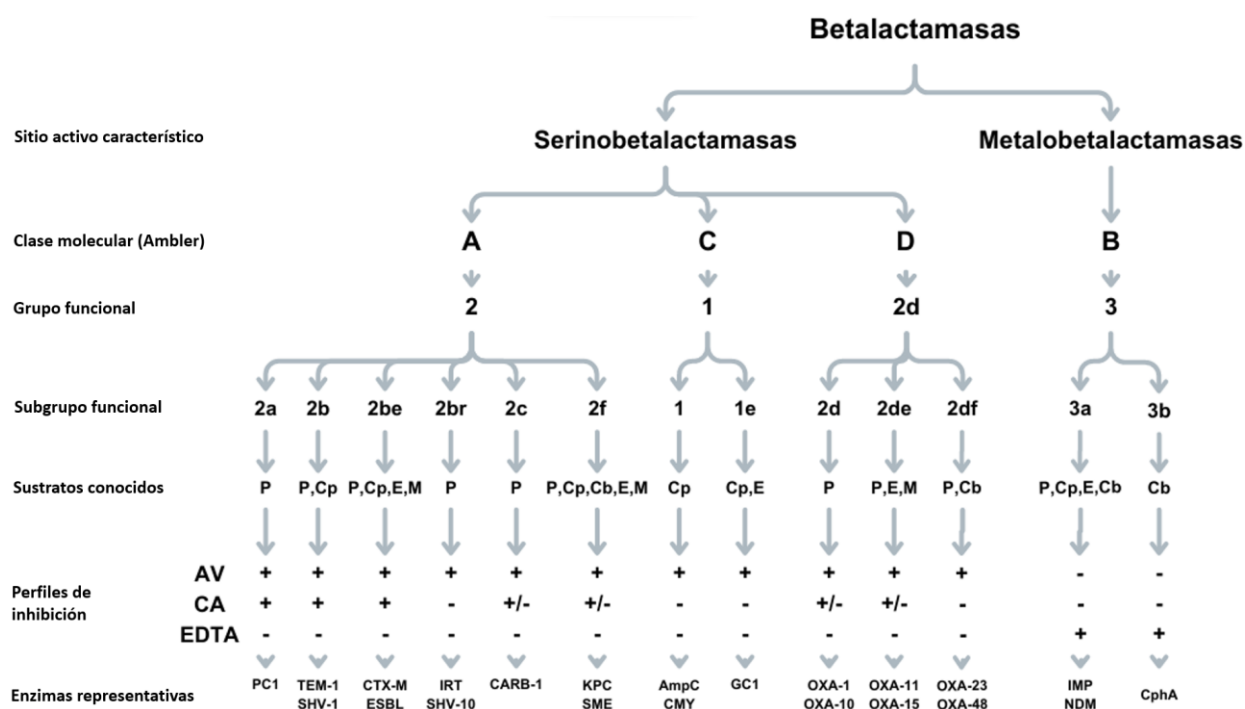 Betalactamasas
Sitio activo característico
Serinobetalactamasas Metalobetalactamasas
Clase molecular (Ambler)
A C D B
Grupo funcional
2 1 2d 3
Subgrupo funcional
2a 2b 2be 2br 2c 2f 1 1e 2d 2de 2df 3a 3b
Sustratos conocidos
P P,Cp P,Cp,E,M P P P,Cp,Cb,E,M Cp Cp,E P P,E,M P,Cb P,Cp,E,Cb Cb
Perfiles de
inhibición
AV + + + + + + + + + + + - -
CA + + + - +/- +/- - - +/- +/- - - -
EDTA - - - - - - - - - - - + +
Enzimas representativas
PC1 TEM-1 CTX-M IRT CARB-1 KPC AmpC GC1 OXA-1 OXA-11 OXA-23 IMP CphA
SHV-1 ESBL SHV-10 SME CMY OXA-10 OXA-15 OXA-48 NDM